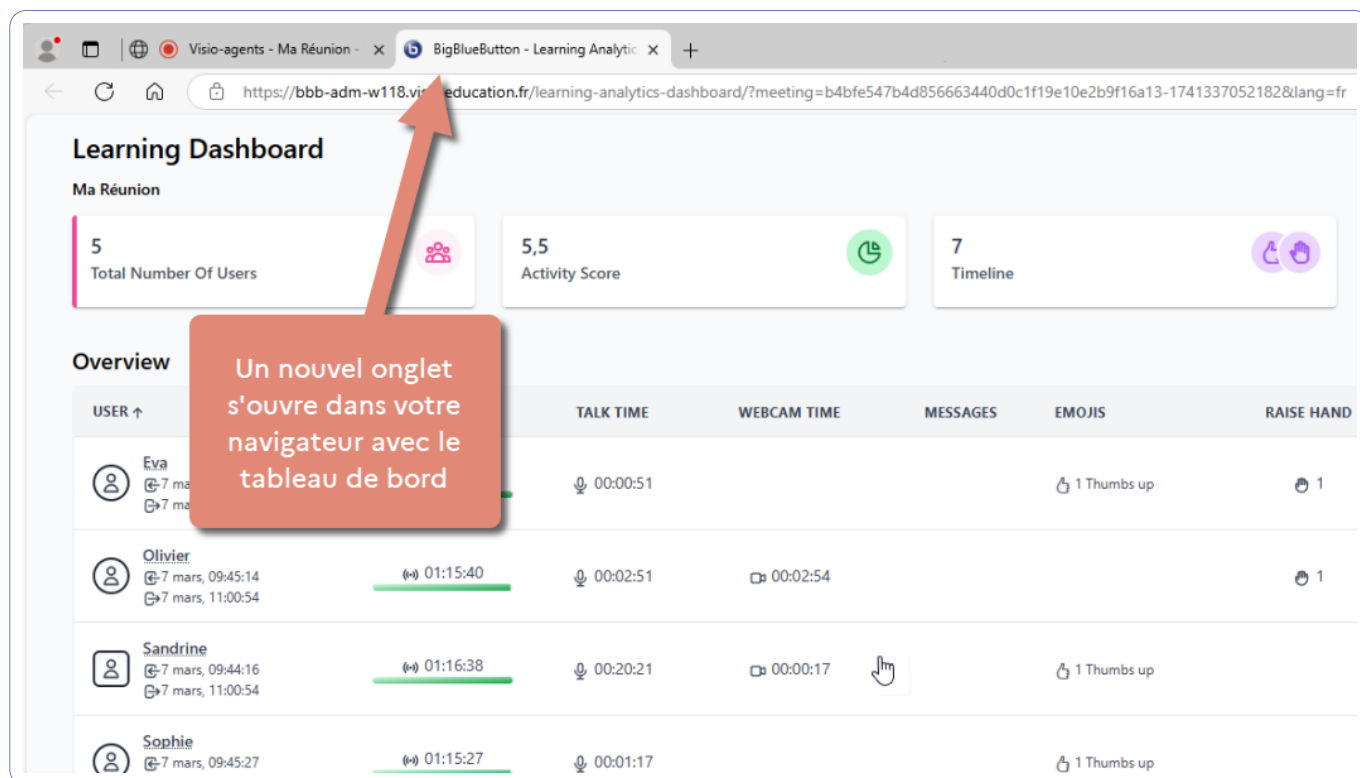 Visio-agents - Ma Réunion -
BigBlueButton - Learning Analytic
https://bbb-adm-w118.vis education.fr/learning-analytics-dashboard/?meeting=b4bfe547b4d856663440d0c1f19e10e2b9f16a13-1741337052182&lang=fr
Learning Dashboard
Ma Réunion
5
Total Number Of Users
5,5
Activity Score
7
Timeline
Un nouvel onglet
s'ouvre dans votre
navigateur avec le
tableau de bord
Overview
USER ↑ TALK TIME WEBCAM TIME MESSAGES EMOJIS RAISE HAND
Eva
7 ma
7 ma
00:00:51 1 Thumbs up 1
Olivier
7 mars, 09:45:14
7 mars, 11:00:54
01:15:40 00:02:51 00:02:54 1
Sandrine
7 mars, 09:44:16
7 mars, 11:00:54
01:16:38 00:20:21 00:00:17 1 Thumbs up
Sophie
7 mars, 09:45:27
01:15:27 00:01:17 1 Thumbs up